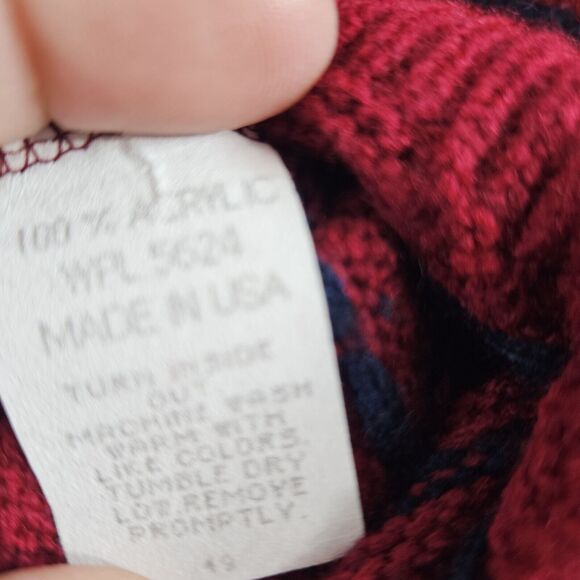 100 % ACRYLIC
WPL 5624
MADE IN USA
TURN INSIDE
OUT
MACHINE WASH
WARM WITH
LIKE COLORS.
TUMBLE DRY
LOW.REMOVE
PROMPTLY.
49